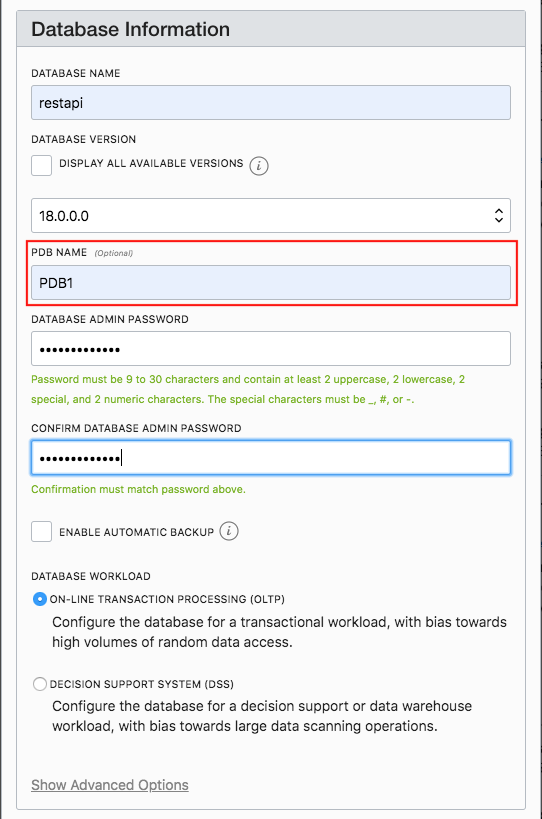 Database Information
DATABASE NAME
restapi
DATABASE VERSION
DISPLAY ALL AVAILABLE VERSIONS i
18.0.0.0
PDB NAME (Optional)
PDB1
DATABASE ADMIN PASSWORD
•••••••••••••
Password must be 9 to 30 characters and contain at least 2 uppercase, 2 lowercase, 2
special, and 2 numeric characters. The special characters must be _, #, or -.
CONFIRM DATABASE ADMIN PASSWORD
•••••••••••••
Confirmation must match password above.
ENABLE AUTOMATIC BACKUP i
DATABASE WORKLOAD
ON-LINE TRANSACTION PROCESSING (OLTP)
Configure the database for a transactional workload, with bias towards
high volumes of random data access.
DECISION SUPPORT SYSTEM (DSS)
Configure the database for a decision support or data warehouse
workload, with bias towards large data scanning operations.
Show Advanced Options